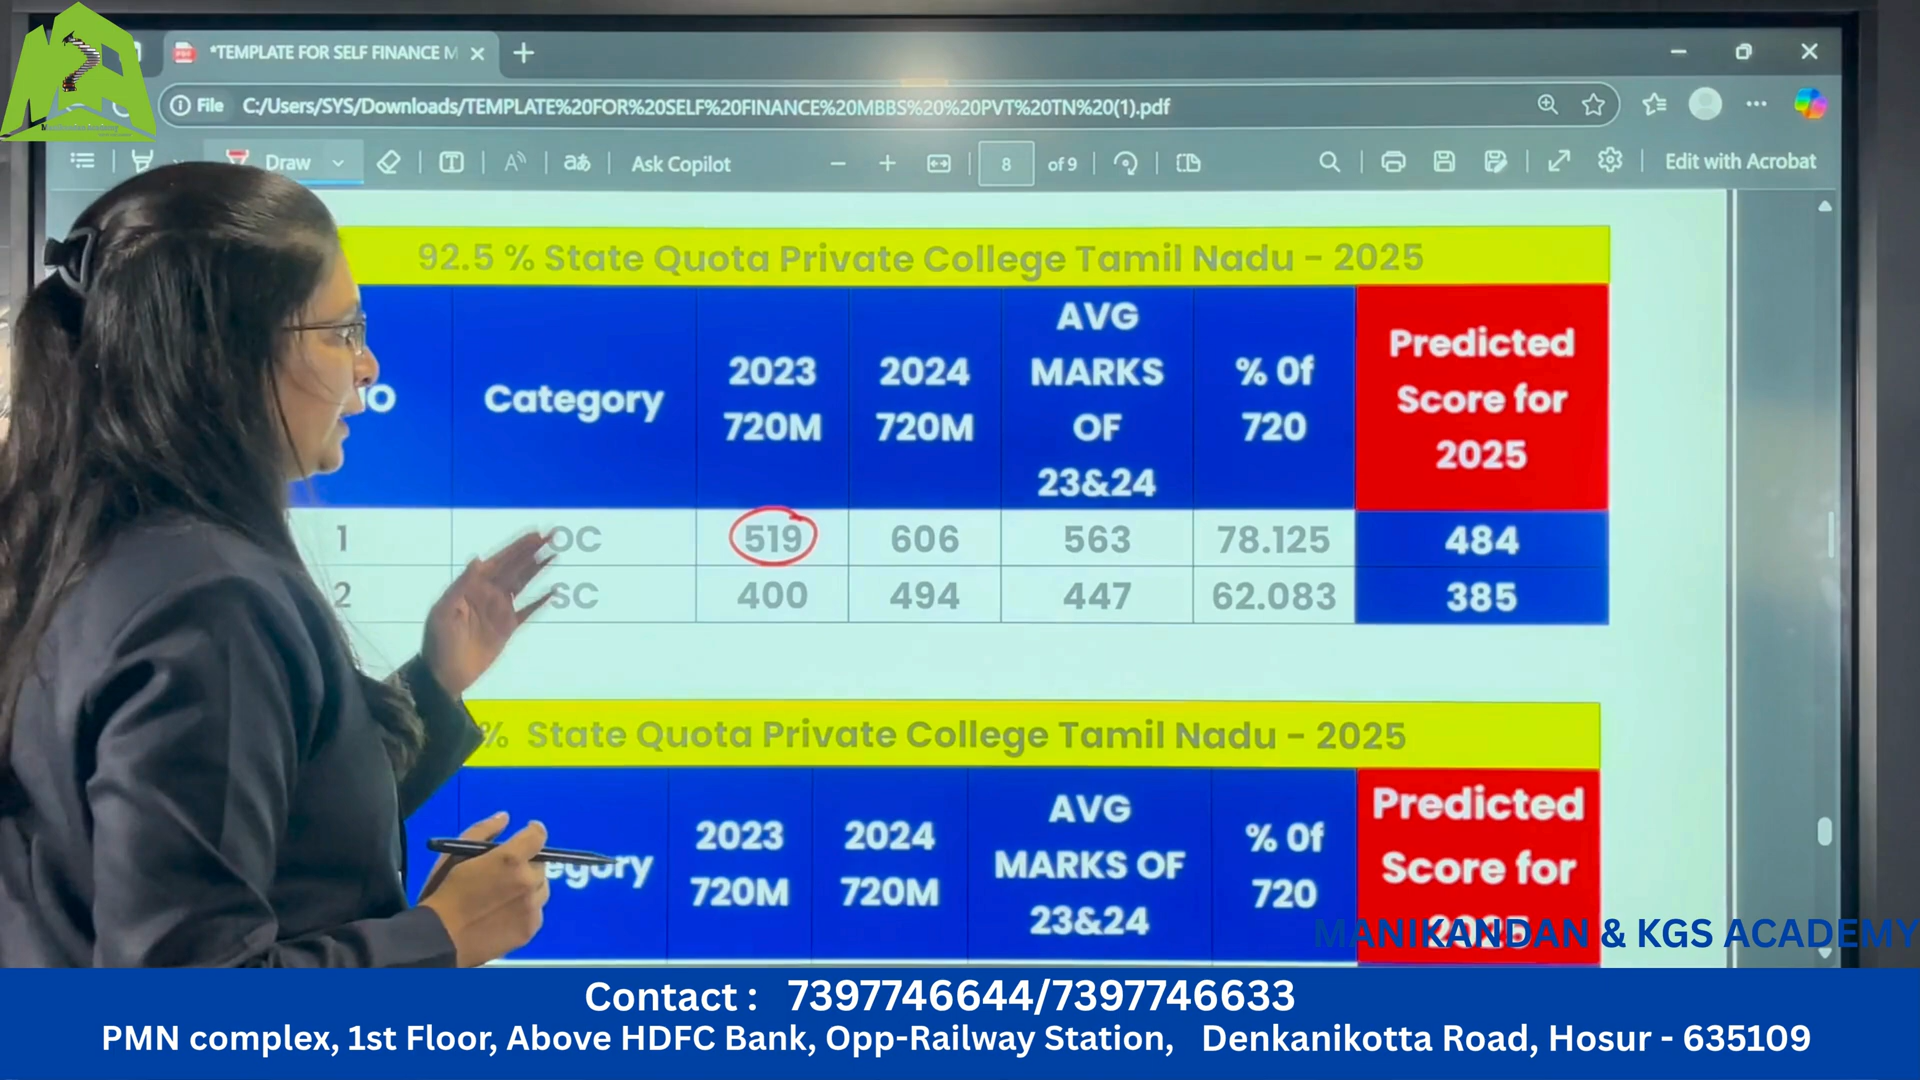 *TEMPLATE FOR SELF FINANCE M
File C:/Users/SYS/Downloads/TEMPLATE%20FOR%20SELF%20FINANCE%20MBBS%20%20PVT%20TN%20(1).pdf
Draw Ask Copilot 8 of 9 Edit with Acrobat
92.5 % State Quota Private College Tamil Nadu - 2025
Category 2023 720M 2024 720M AVG MARKS OF 23&24 % Of 720 Predicted Score for 2025
1 OC 519 606 563 78.125 484
2 SC 400 494 447 62.083 385
% State Quota Private College Tamil Nadu - 2025
egory 2023 720M 2024 720M AVG MARKS OF 23&24 % Of 720 Predicted Score for 2025
MANIKANDAN & KGS ACADEMY
Contact : 7397746644/7397746633
PMN complex, 1st Floor, Above HDFC Bank, Opp-Railway Station, Denkanikotta Road, Hosur - 635109